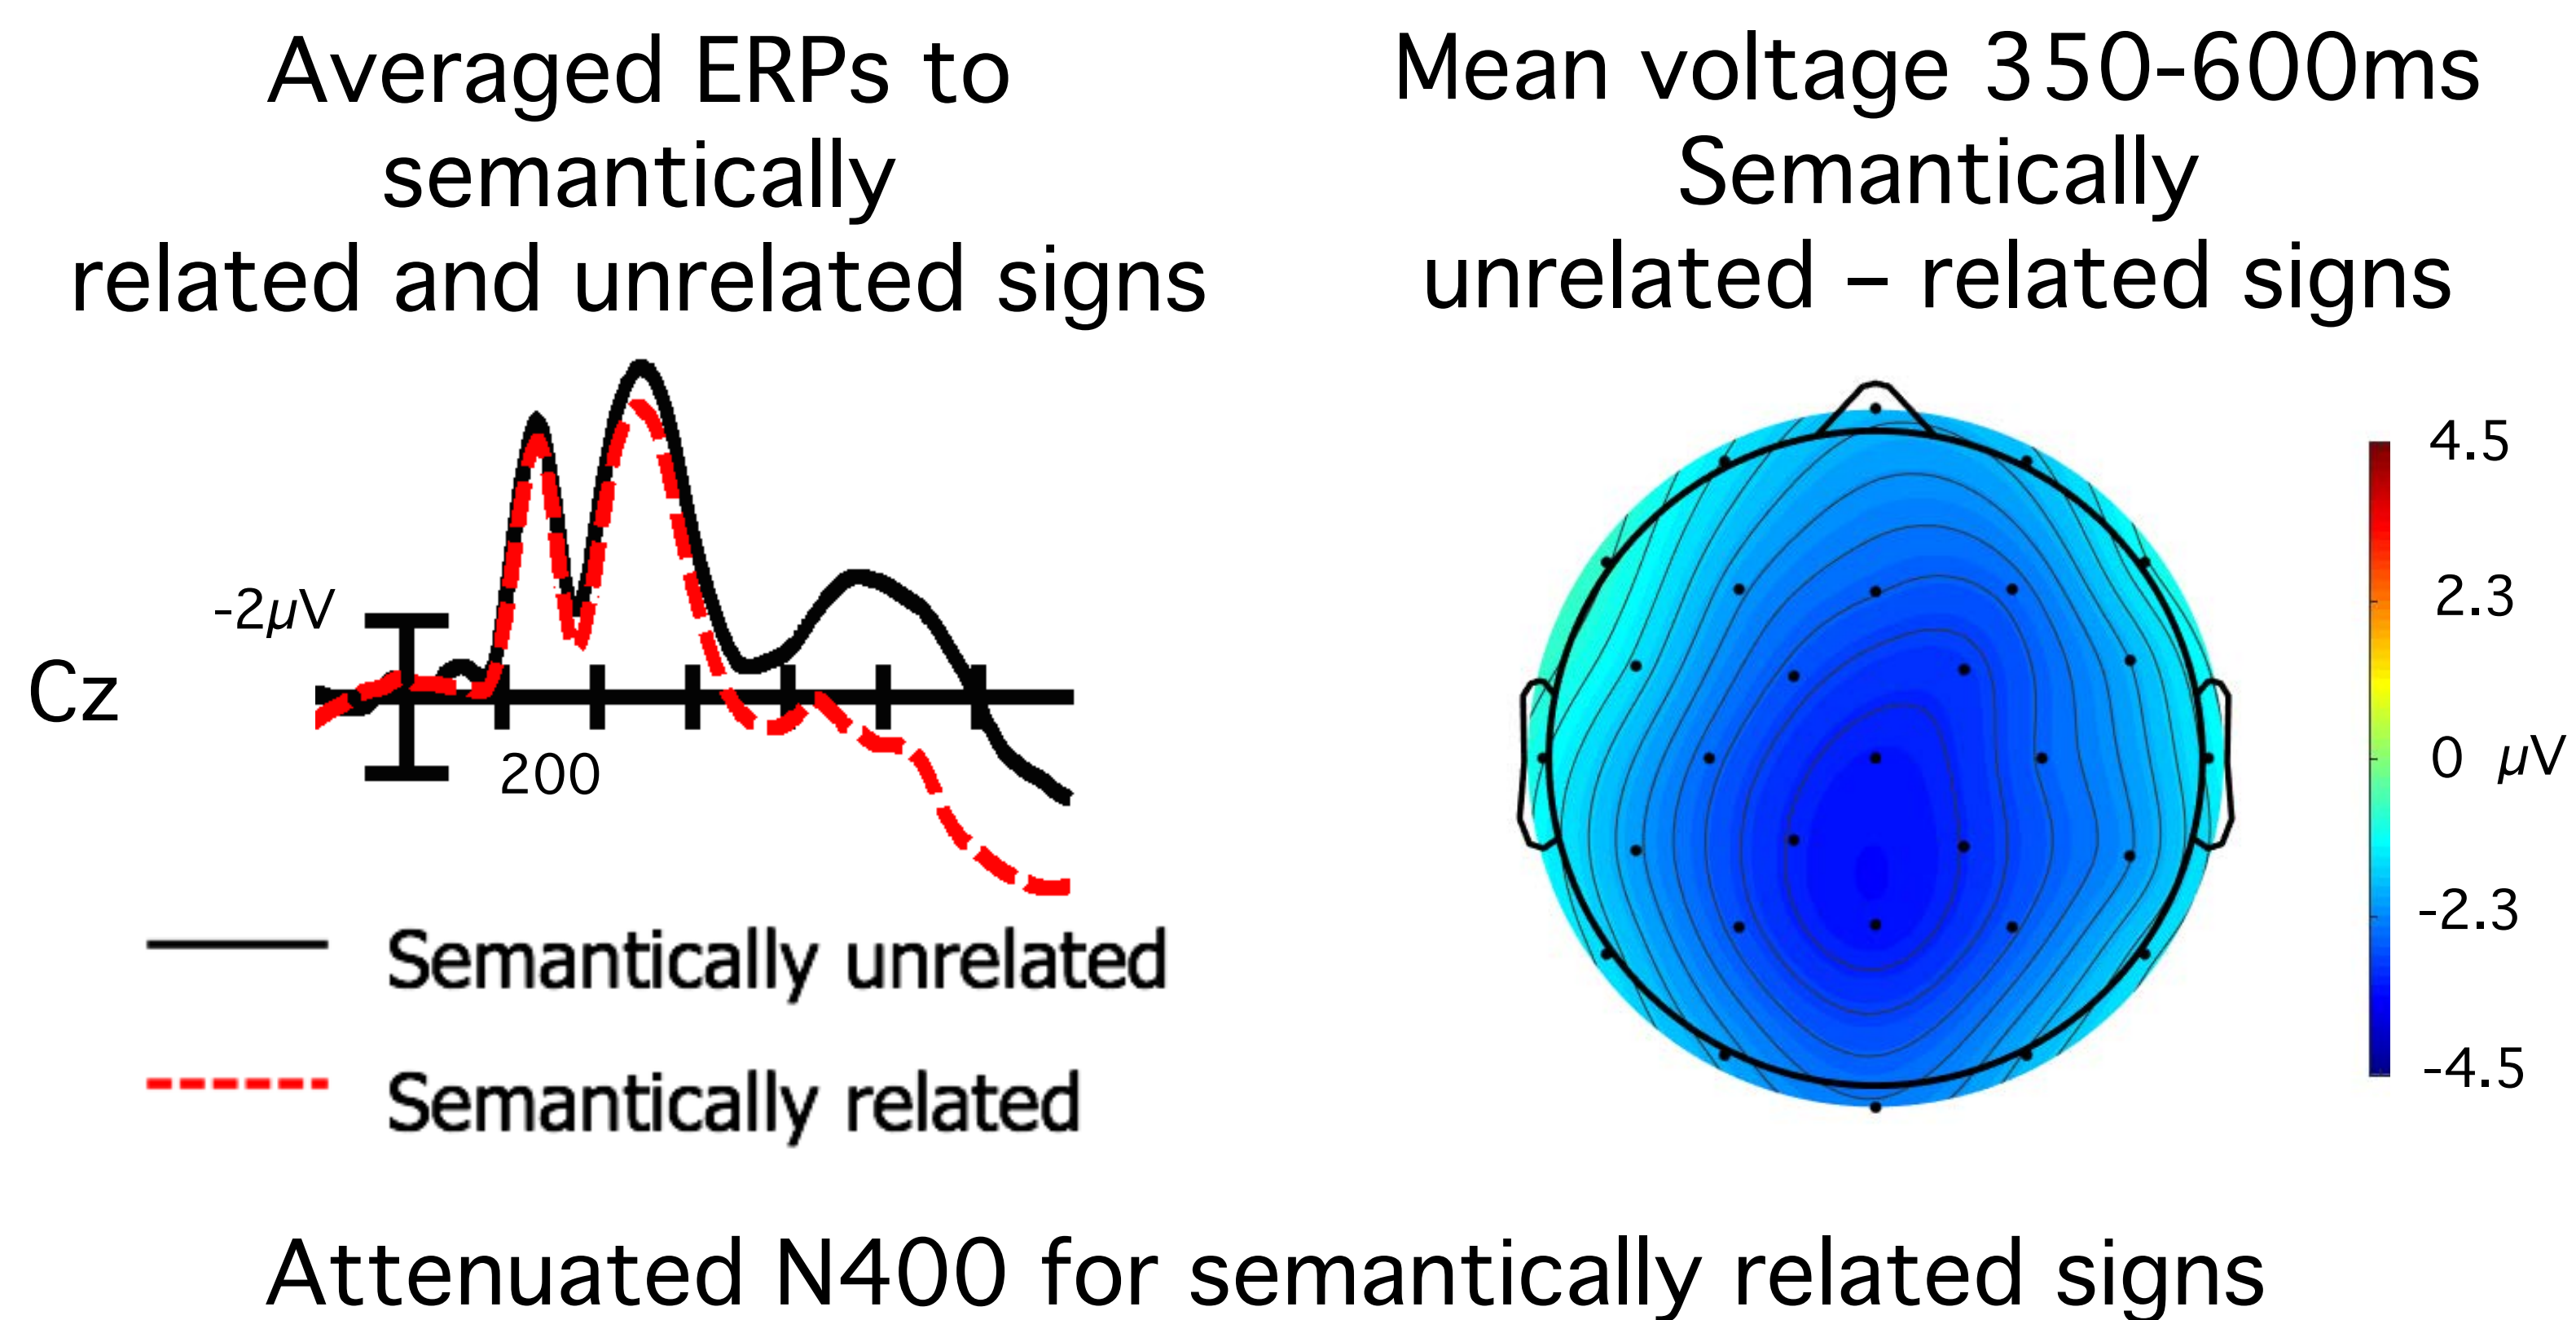 Averaged ERPs to
semantically
related and unrelated signs
Mean voltage 350-600ms
Semantically
unrelated – related signs
-2μV
Cz
200
Semantically unrelated
Semantically related
4.5
2.3
0 μV
-2.3
-4.5
Attenuated N400 for semantically related signs